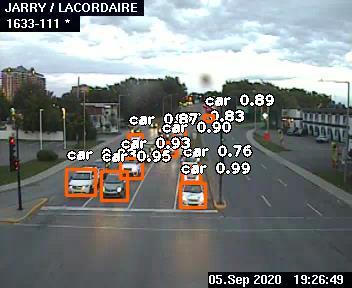 JARRY / LACORDAIRE
1633-111 *
car 0.89
car 0.83
car 0.87
car 0.90
car 0.93
car 0.95
car 0.76
car 0.99
05.Sep 2020 19:26:49